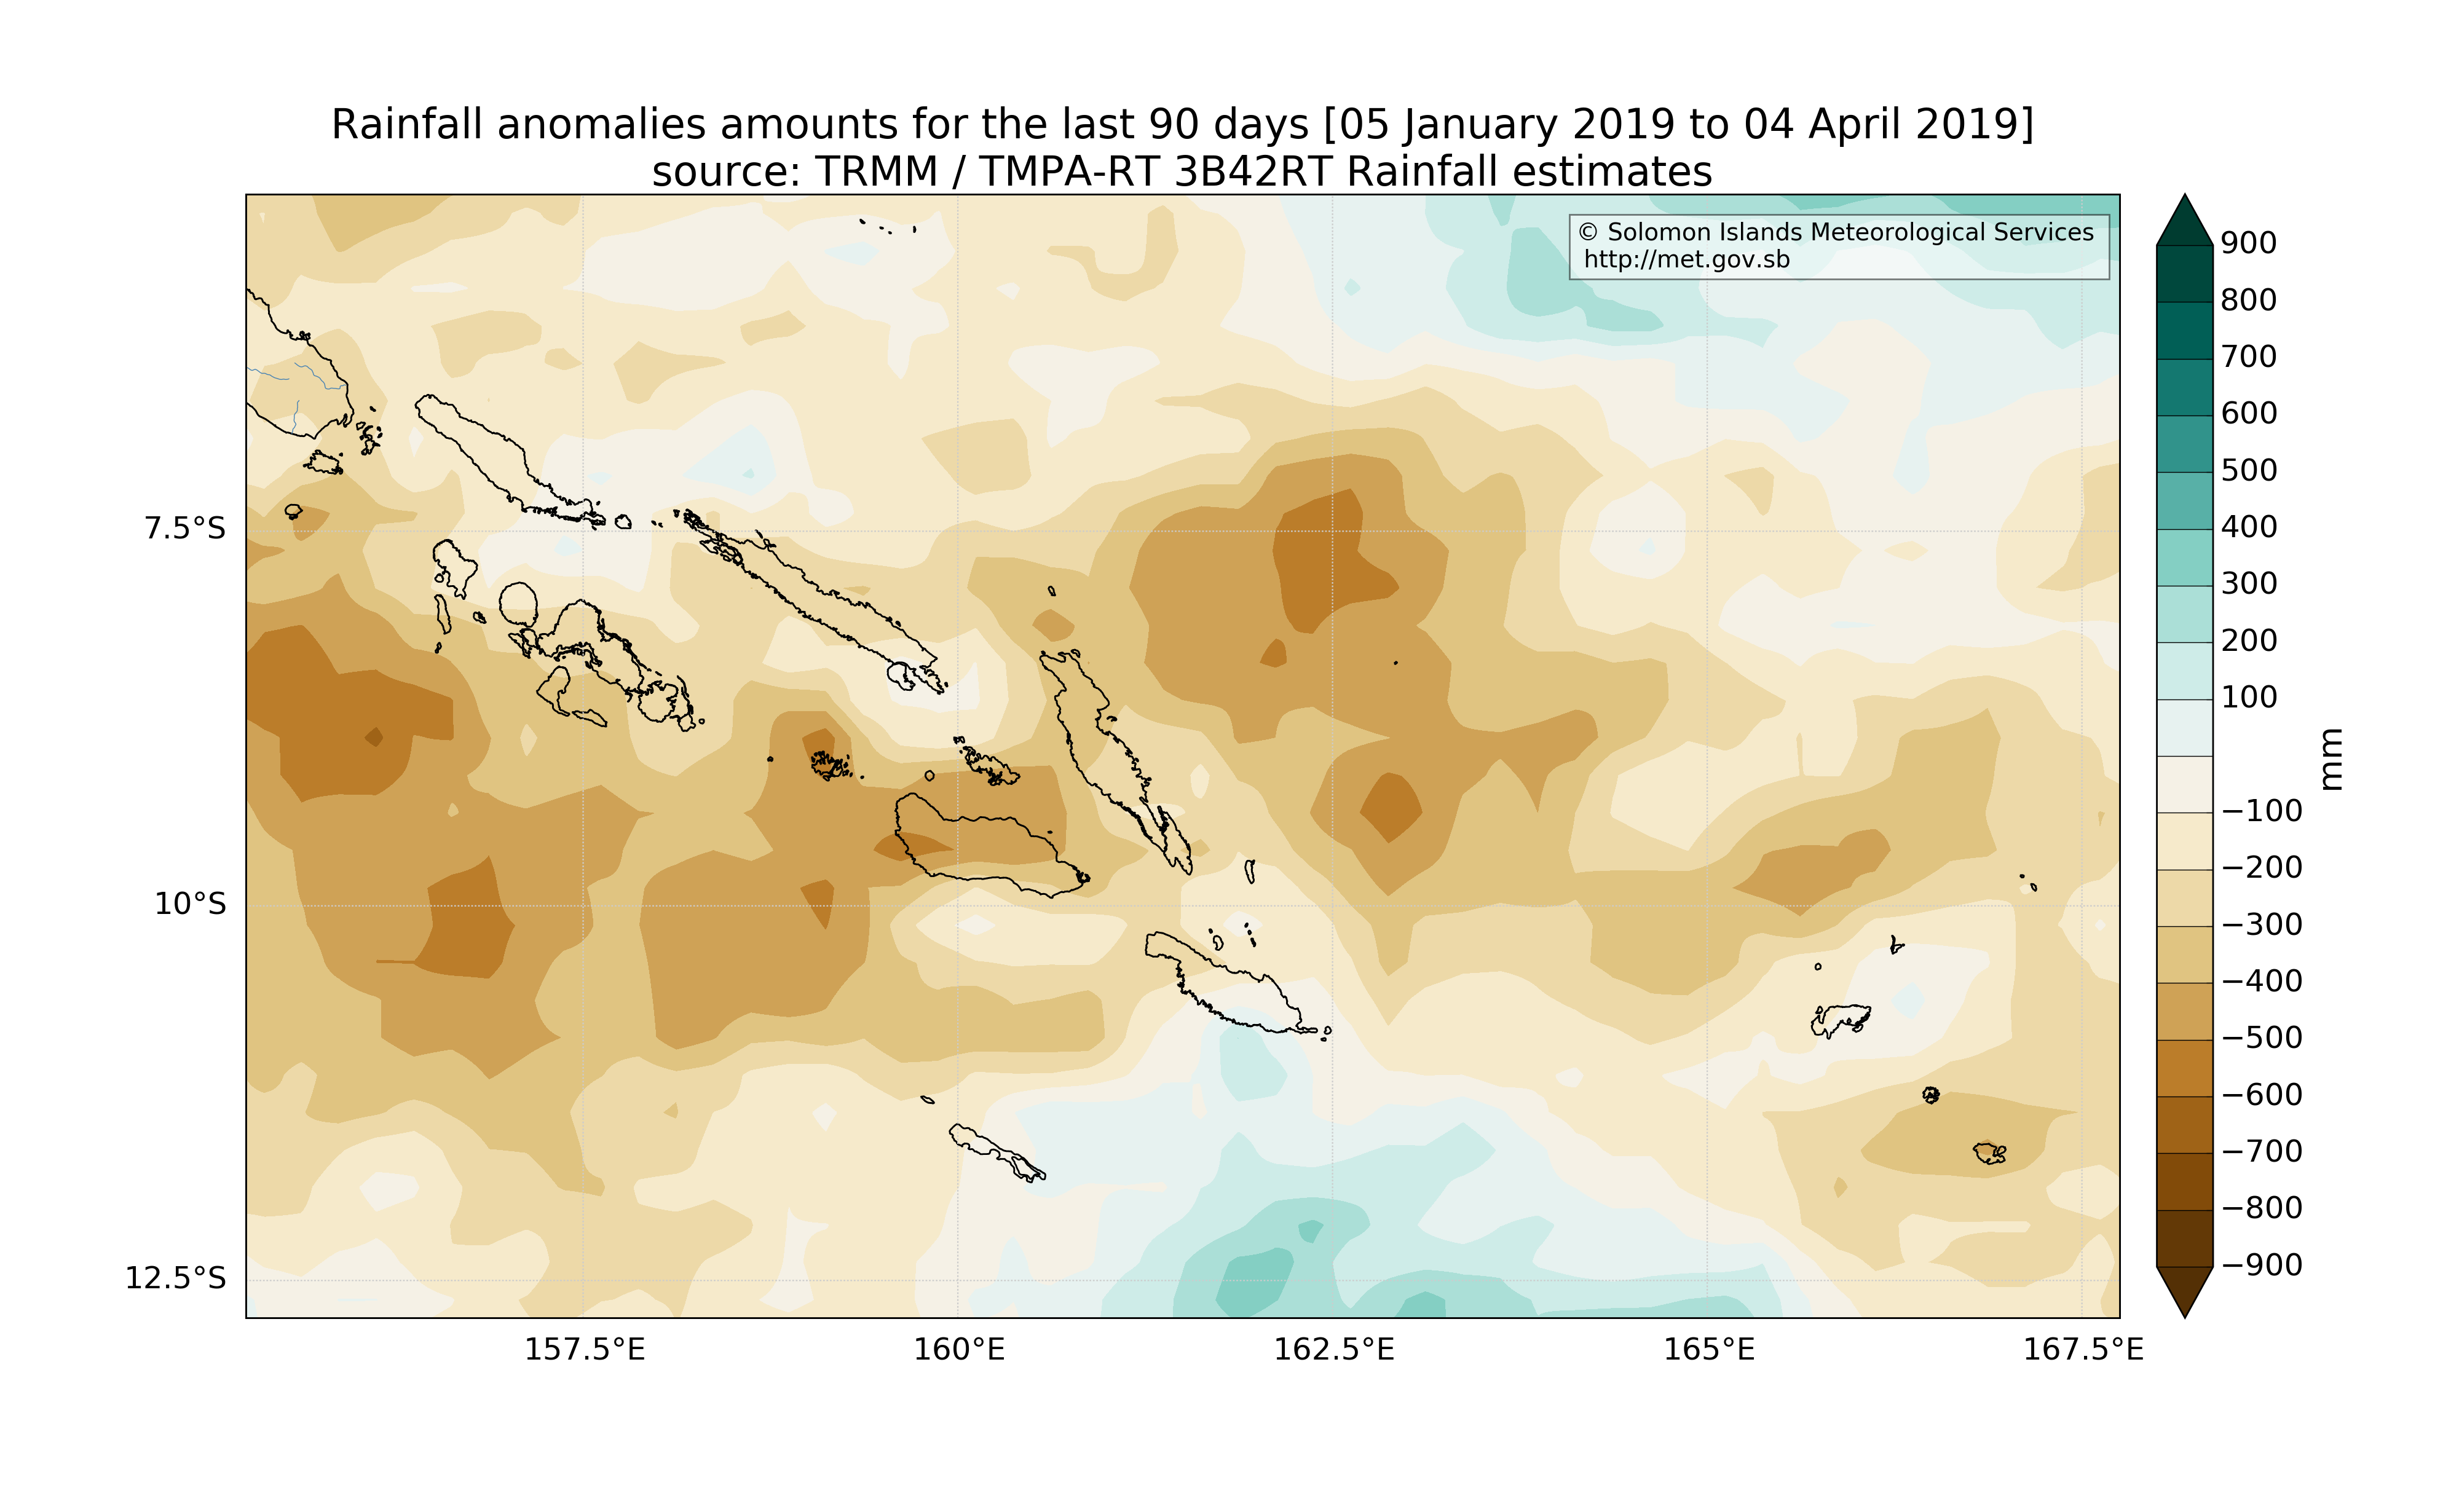 Rainfall anomalies amounts for the last 90 days [05 January 2019 to 04 April 2019]
source: TRMM / TMPA-RT 3B42RT Rainfall estimates
© Solomon Islands Meteorological Services
http://met.gov.sb
7.5°S
10°S
12.5°S
157.5°E
160°E
162.5°E
165°E
167.5°E
900
800
700
600
500
400
300
200
100
−100
−200
−300
−400
−500
−600
−700
−800
−900
mm